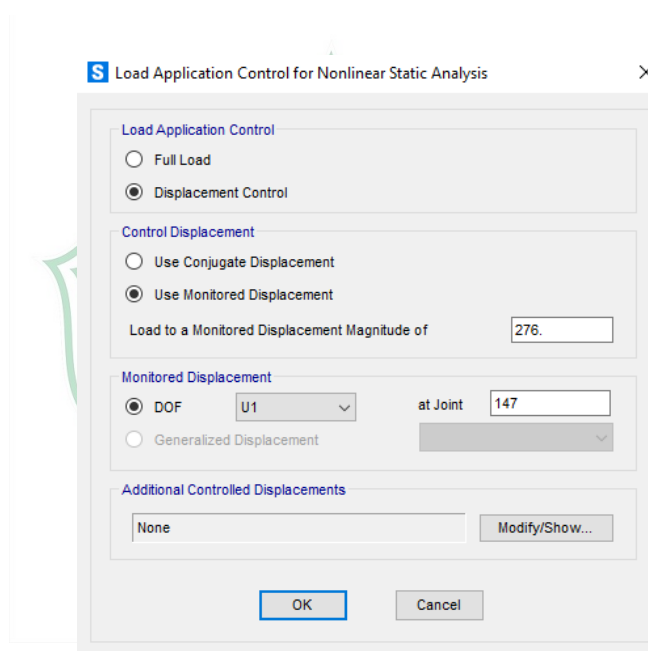 S Load Application Control for Nonlinear Static Analysis
Load Application Control
Full Load
Displacement Control
Control Displacement
Use Conjugate Displacement
Use Monitored Displacement
Load to a Monitored Displacement Magnitude of 276.
Monitored Displacement
DOF U1 at Joint 147
Generalized Displacement
Additional Controlled Displacements
None Modify/Show...
OK Cancel